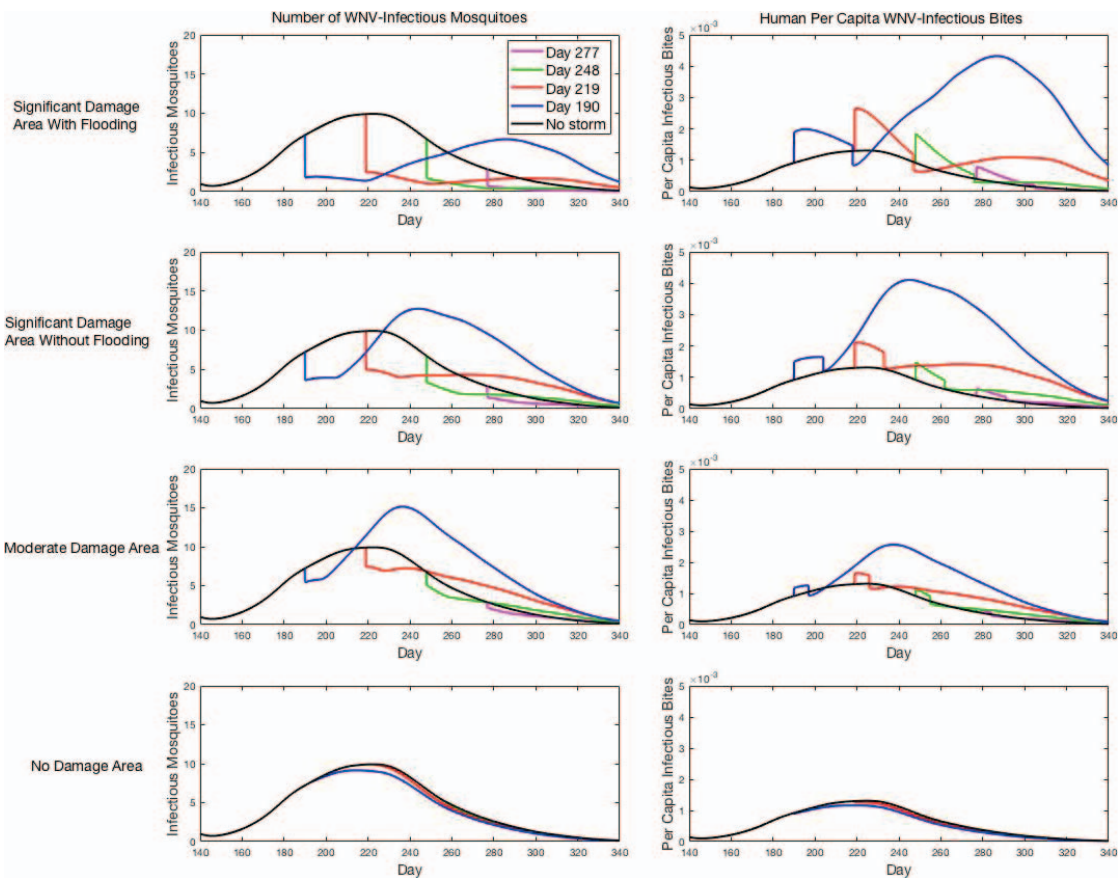 Number of WNV-Infectious Mosquitoes
Human Per Capita WNV-Infectious Bites
Significant Damage
Area With Flooding
Infectious Mosquitoes
20
15
10
5
0
Day 277
Day 248
Day 219
Day 190
No storm
140 160 180 200 220 240 260 280 300 320 340
Day
Per Capita Infectious Bites
×10⁻³
5
4
3
2
1
0
140 160 180 200 220 240 260 280 300 320 340
Day
Significant Damage
Area Without Flooding
Infectious Mosquitoes
20
15
10
5
0
140 160 180 200 220 240 260 280 300 320 340
Day
Per Capita Infectious Bites
×10⁻³
5
4
3
2
1
0
140 160 180 200 220 240 260 280 300 320 340
Day
Moderate Damage Area
Infectious Mosquitoes
20
15
10
5
0
140 160 180 200 220 240 260 280 300 320 340
Day
Per Capita Infectious Bites
×10⁻³
5
4
3
2
1
0
140 160 180 200 220 240 260 280 300 320 340
Day
No Damage Area
Infectious Mosquitoes
20
15
10
5
0
140 160 180 200 220 240 260 280 300 320 340
Day
Per Capita Infectious Bites
×10⁻³
5
4
3
2
1
0
140 160 180 200 220 240 260 280 300 320 340
Day